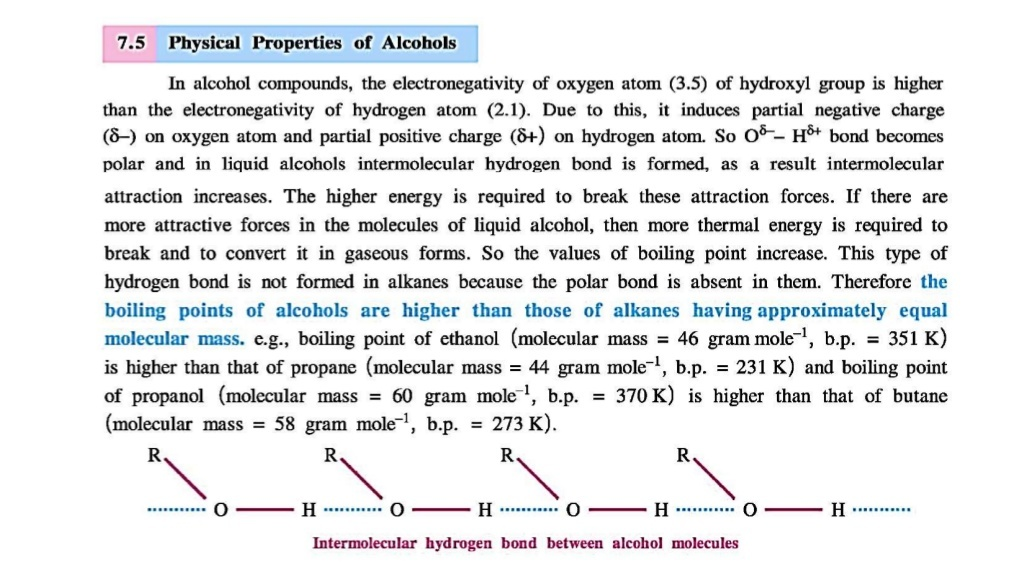 7.5 Physical Properties of Alcohols
In alcohol compounds, the electronegativity of oxygen atom (3.5) of hydroxyl group is higher
than the electronegativity of hydrogen atom (2.1). Due to this, it induces partial negative charge
(δ–) on oxygen atom and partial positive charge (δ+) on hydrogen atom. So Oδ– – Hδ+ bond becomes
polar and in liquid alcohols intermolecular hydrogen bond is formed, as a result intermolecular
attraction increases. The higher energy is required to break these attraction forces. If there are
more attractive forces in the molecules of liquid alcohol, then more thermal energy is required to
break and to convert it in gaseous forms. So the values of boiling point increase. This type of
hydrogen bond is not formed in alkanes because the polar bond is absent in them. Therefore the
boiling points of alcohols are higher than those of alkanes having approximately equal
molecular mass. e.g., boiling point of ethanol (molecular mass = 46 gram mole⁻¹, b.p. = 351 K)
is higher than that of propane (molecular mass = 44 gram mole⁻¹, b.p. = 231 K) and boiling point
of propanol (molecular mass = 60 gram mole⁻¹, b.p. = 370 K) is higher than that of butane
(molecular mass = 58 gram mole⁻¹, b.p. = 273 K).
R R R R
O H O H O H O H
Intermolecular hydrogen bond between alcohol molecules